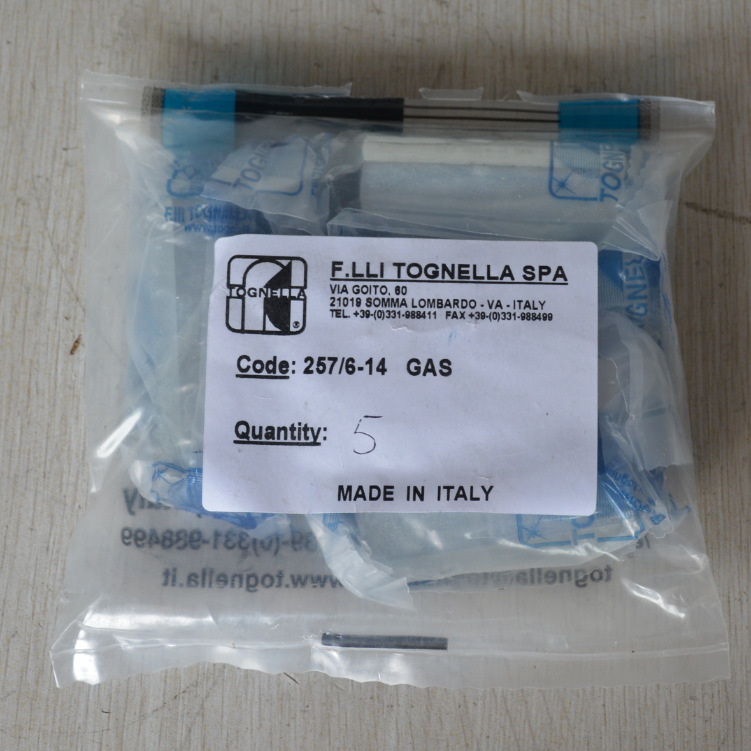 TOGNELLA
®
F.LLI TOGNELLA SPA
VIA GOITO, 60
21019 SOMMA LOMBARDO - VA - ITALY
TEL. +39-(0)331-988411 FAX +39-(0)331-988499
Code: 257/6-14 GAS
Quantity: 5
MADE IN ITALY
www.tognella.it